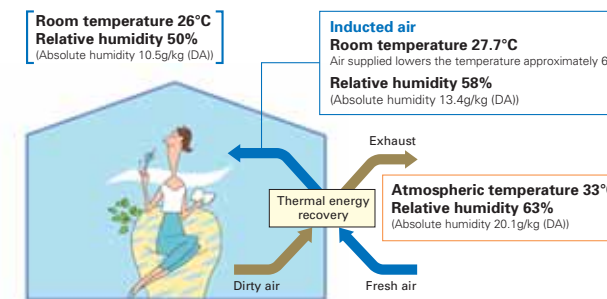 Room temperature 26°C
Relative humidity 50%
(Absolute humidity 10.5g/kg (DA))
Inducted air
Room temperature 27.7°C
Air supplied lowers the temperature approximately 6
Relative humidity 58%
(Absolute humidity 13.4g/kg (DA))
Exhaust
Thermal energy
recovery
Atmospheric temperature 33°
Relative humidity 63%
(Absolute humidity 20.1g/kg (DA))
Dirty air
Fresh air